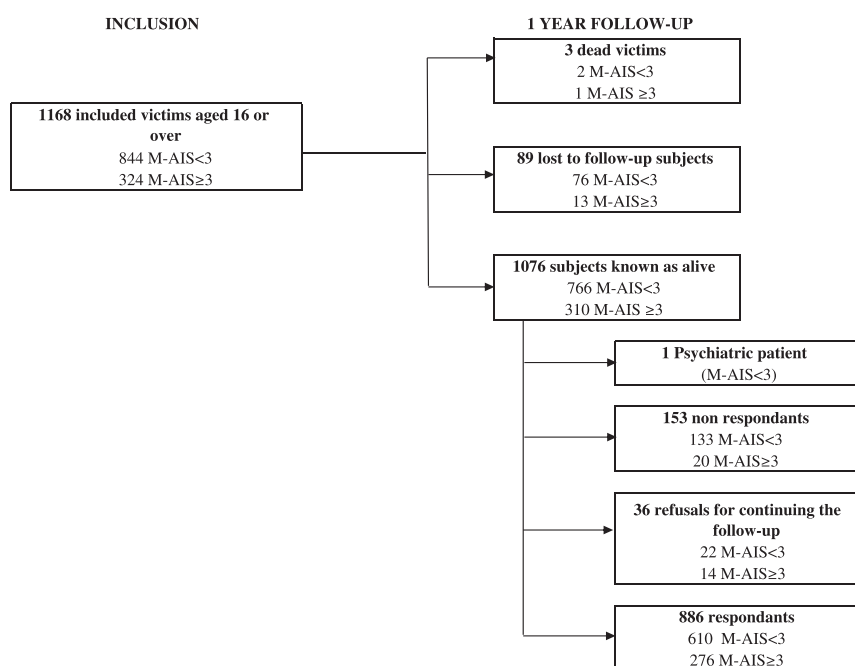 INCLUSION
1 YEAR FOLLOW-UP
1168 included victims aged 16 or
over
844 M-AIS<3
324 M-AIS≥3
3 dead victims
2 M-AIS<3
1 M-AIS ≥3
89 lost to follow-up subjects
76 M-AIS<3
13 M-AIS≥3
1076 subjects known as alive
766 M-AIS<3
310 M-AIS ≥3
1 Psychiatric patient
(M-AIS<3)
153 non respondants
133 M-AIS<3
20 M-AIS≥3
36 refusals for continuing the
follow-up
22 M-AIS<3
14 M-AIS≥3
886 respondants
610 M-AIS<3
276 M-AIS≥3